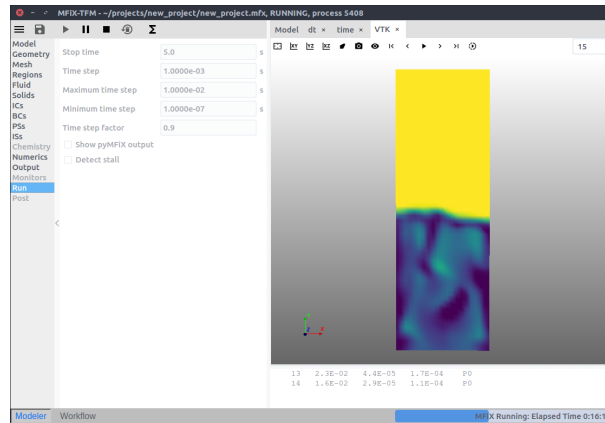 MFiX-TFM - ~/projects/new_project/new_project.mfx, RUNNING, process 5408
Model dt × time × VTK ×
XY YZ XZ 15
Model
Geometry
Mesh
Regions
Fluid
Solids
ICs
BCs
PSs
ISs
Chemistry
Numerics
Output
Monitors
Run
Post
Stop time 5.0 s
Time step 1.0000e-03 s
Maximum time step 1.0000e-02 s
Minimum time step 1.0000e-07 s
Time step factor 0.9
Show pyMFiX output
Detect stall
13 2.3E-02 4.4E-05 1.7E-04 P0
14 1.6E-02 2.9E-05 1.1E-04 P0
Modeler Workflow MFiX Running: Elapsed Time 0:16:1